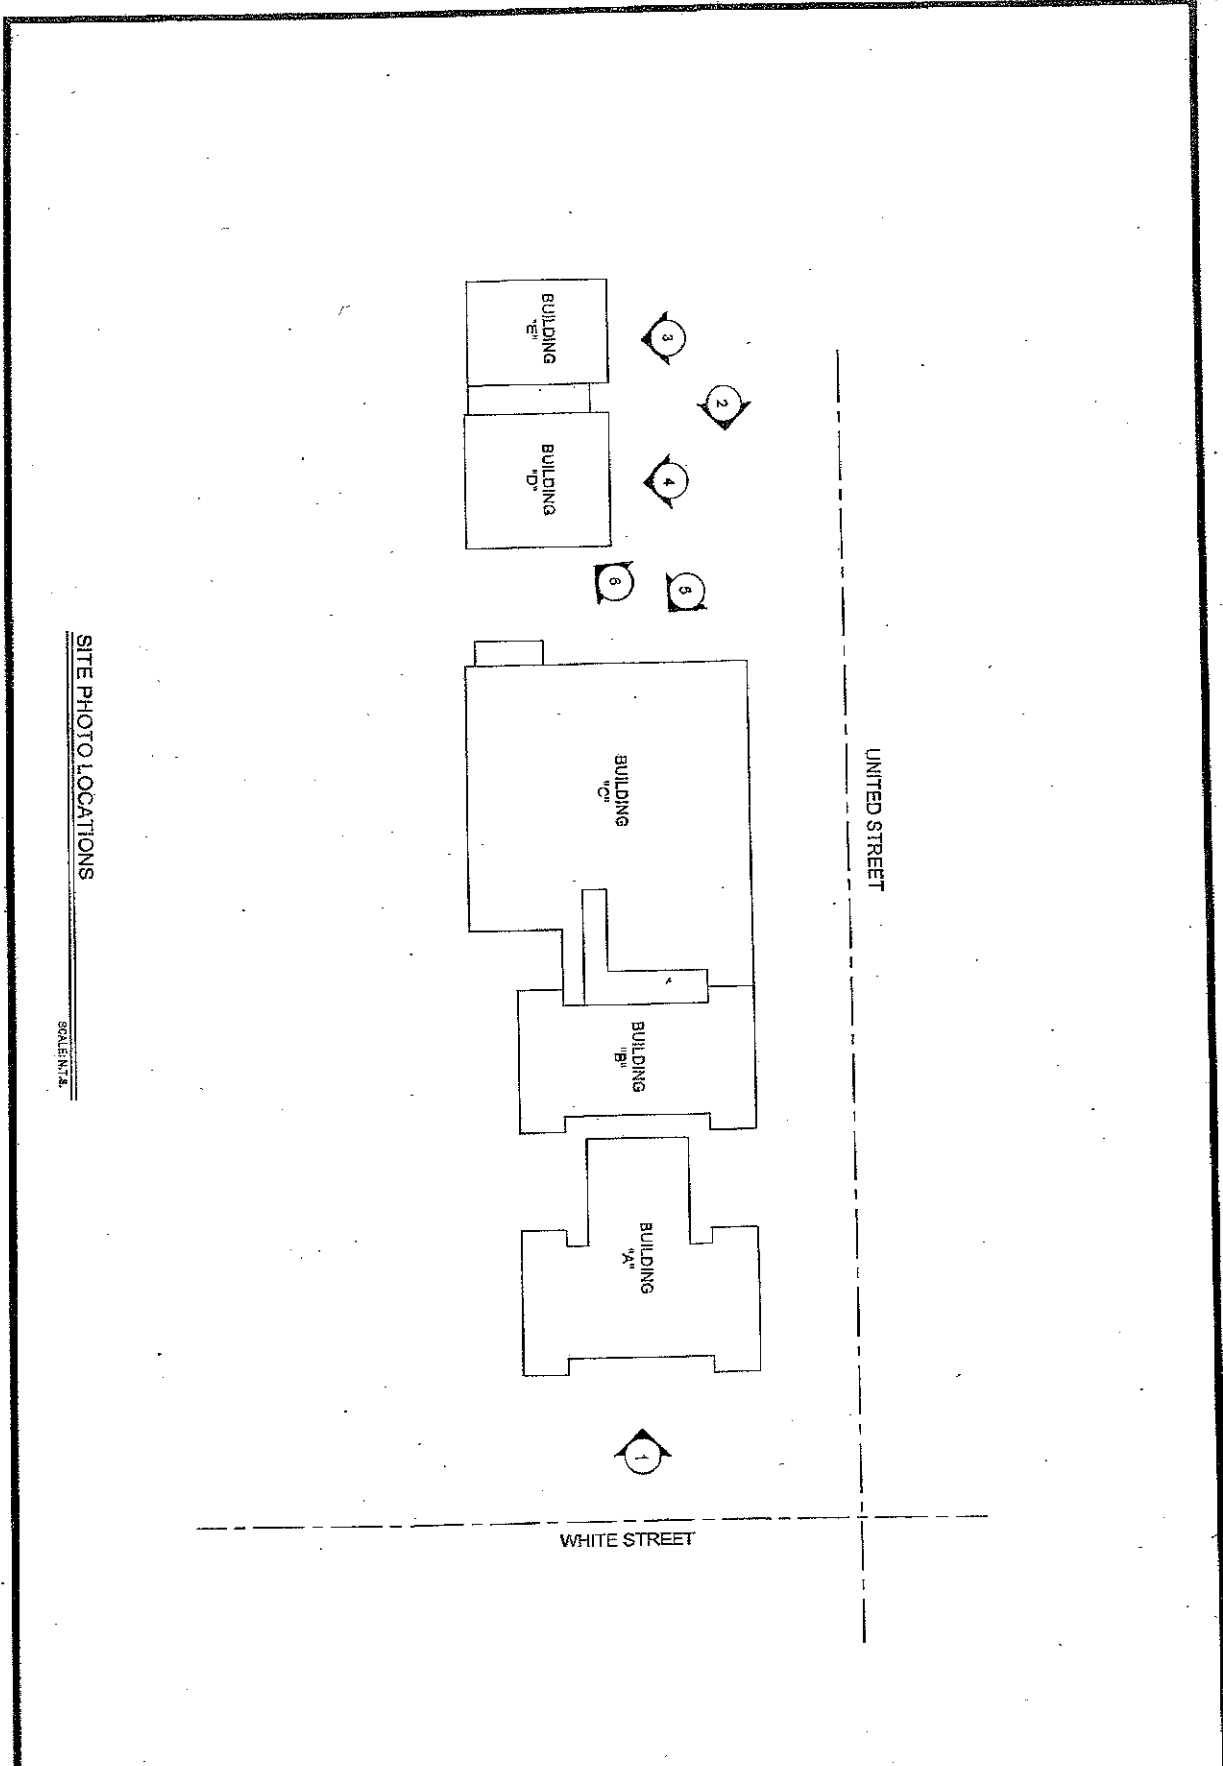 UNITED STREET
2
3
4
5
6
BUILDING
"E"
BUILDING
"D"
BUILDING
"C"
BUILDING
"B"
BUILDING
"A"
1
WHITE STREET
SITE PHOTO LOCATIONS
SCALE: N.T.S.